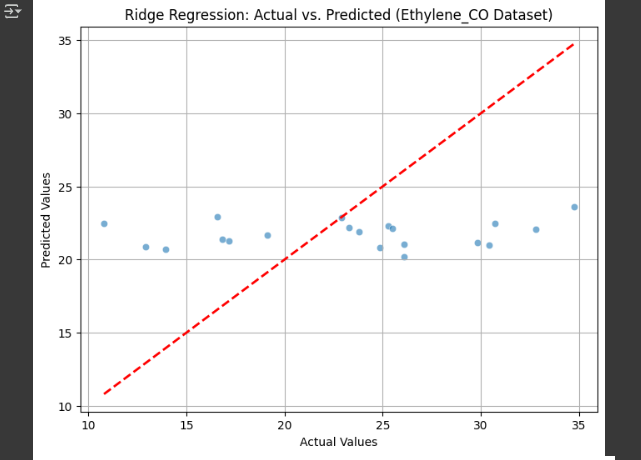 Ridge Regression: Actual vs. Predicted (Ethylene_CO Dataset)
35
30
25
20
15
10
Predicted Values
10 15 20 25 30 35
Actual Values